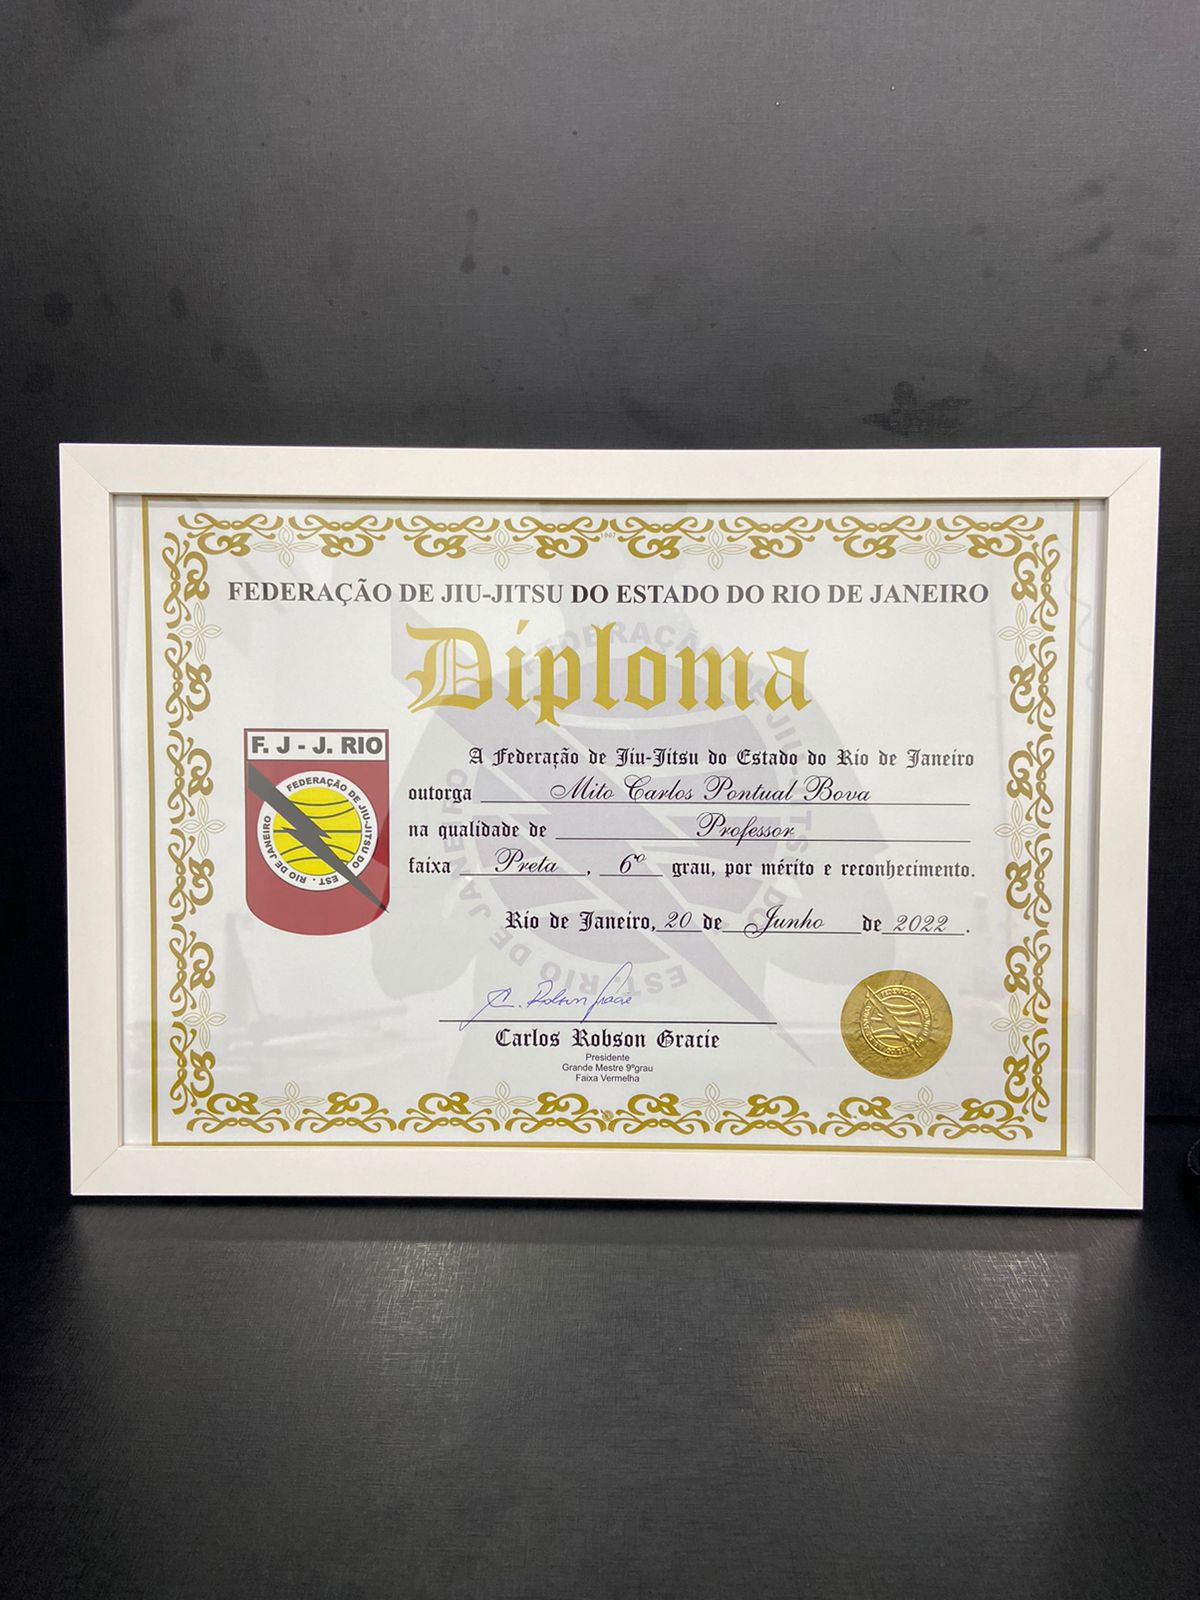 FEDERAÇÃO DE JIU-JITSU DO ESTADO DO RIO DE JANEIRO
Diploma
F. J - J. RIO
FEDERAÇÃO DE JIU-JITSU DO
EST. RIO DE JANEIRO
A Federação de Jiu-Jitsu do Estado do Rio de Janeiro
outorga Mito Carlos Pontual Bova
na qualidade de Professor
faixa Preta , 6º grau, por mérito e reconhecimento.
Rio de Janeiro, 20 de Junho de 2022.
C. Robson Gracie
Carlos Robson Gracie
Presidente
Grande Mestre 9ºgrau
Faixa Vermelha